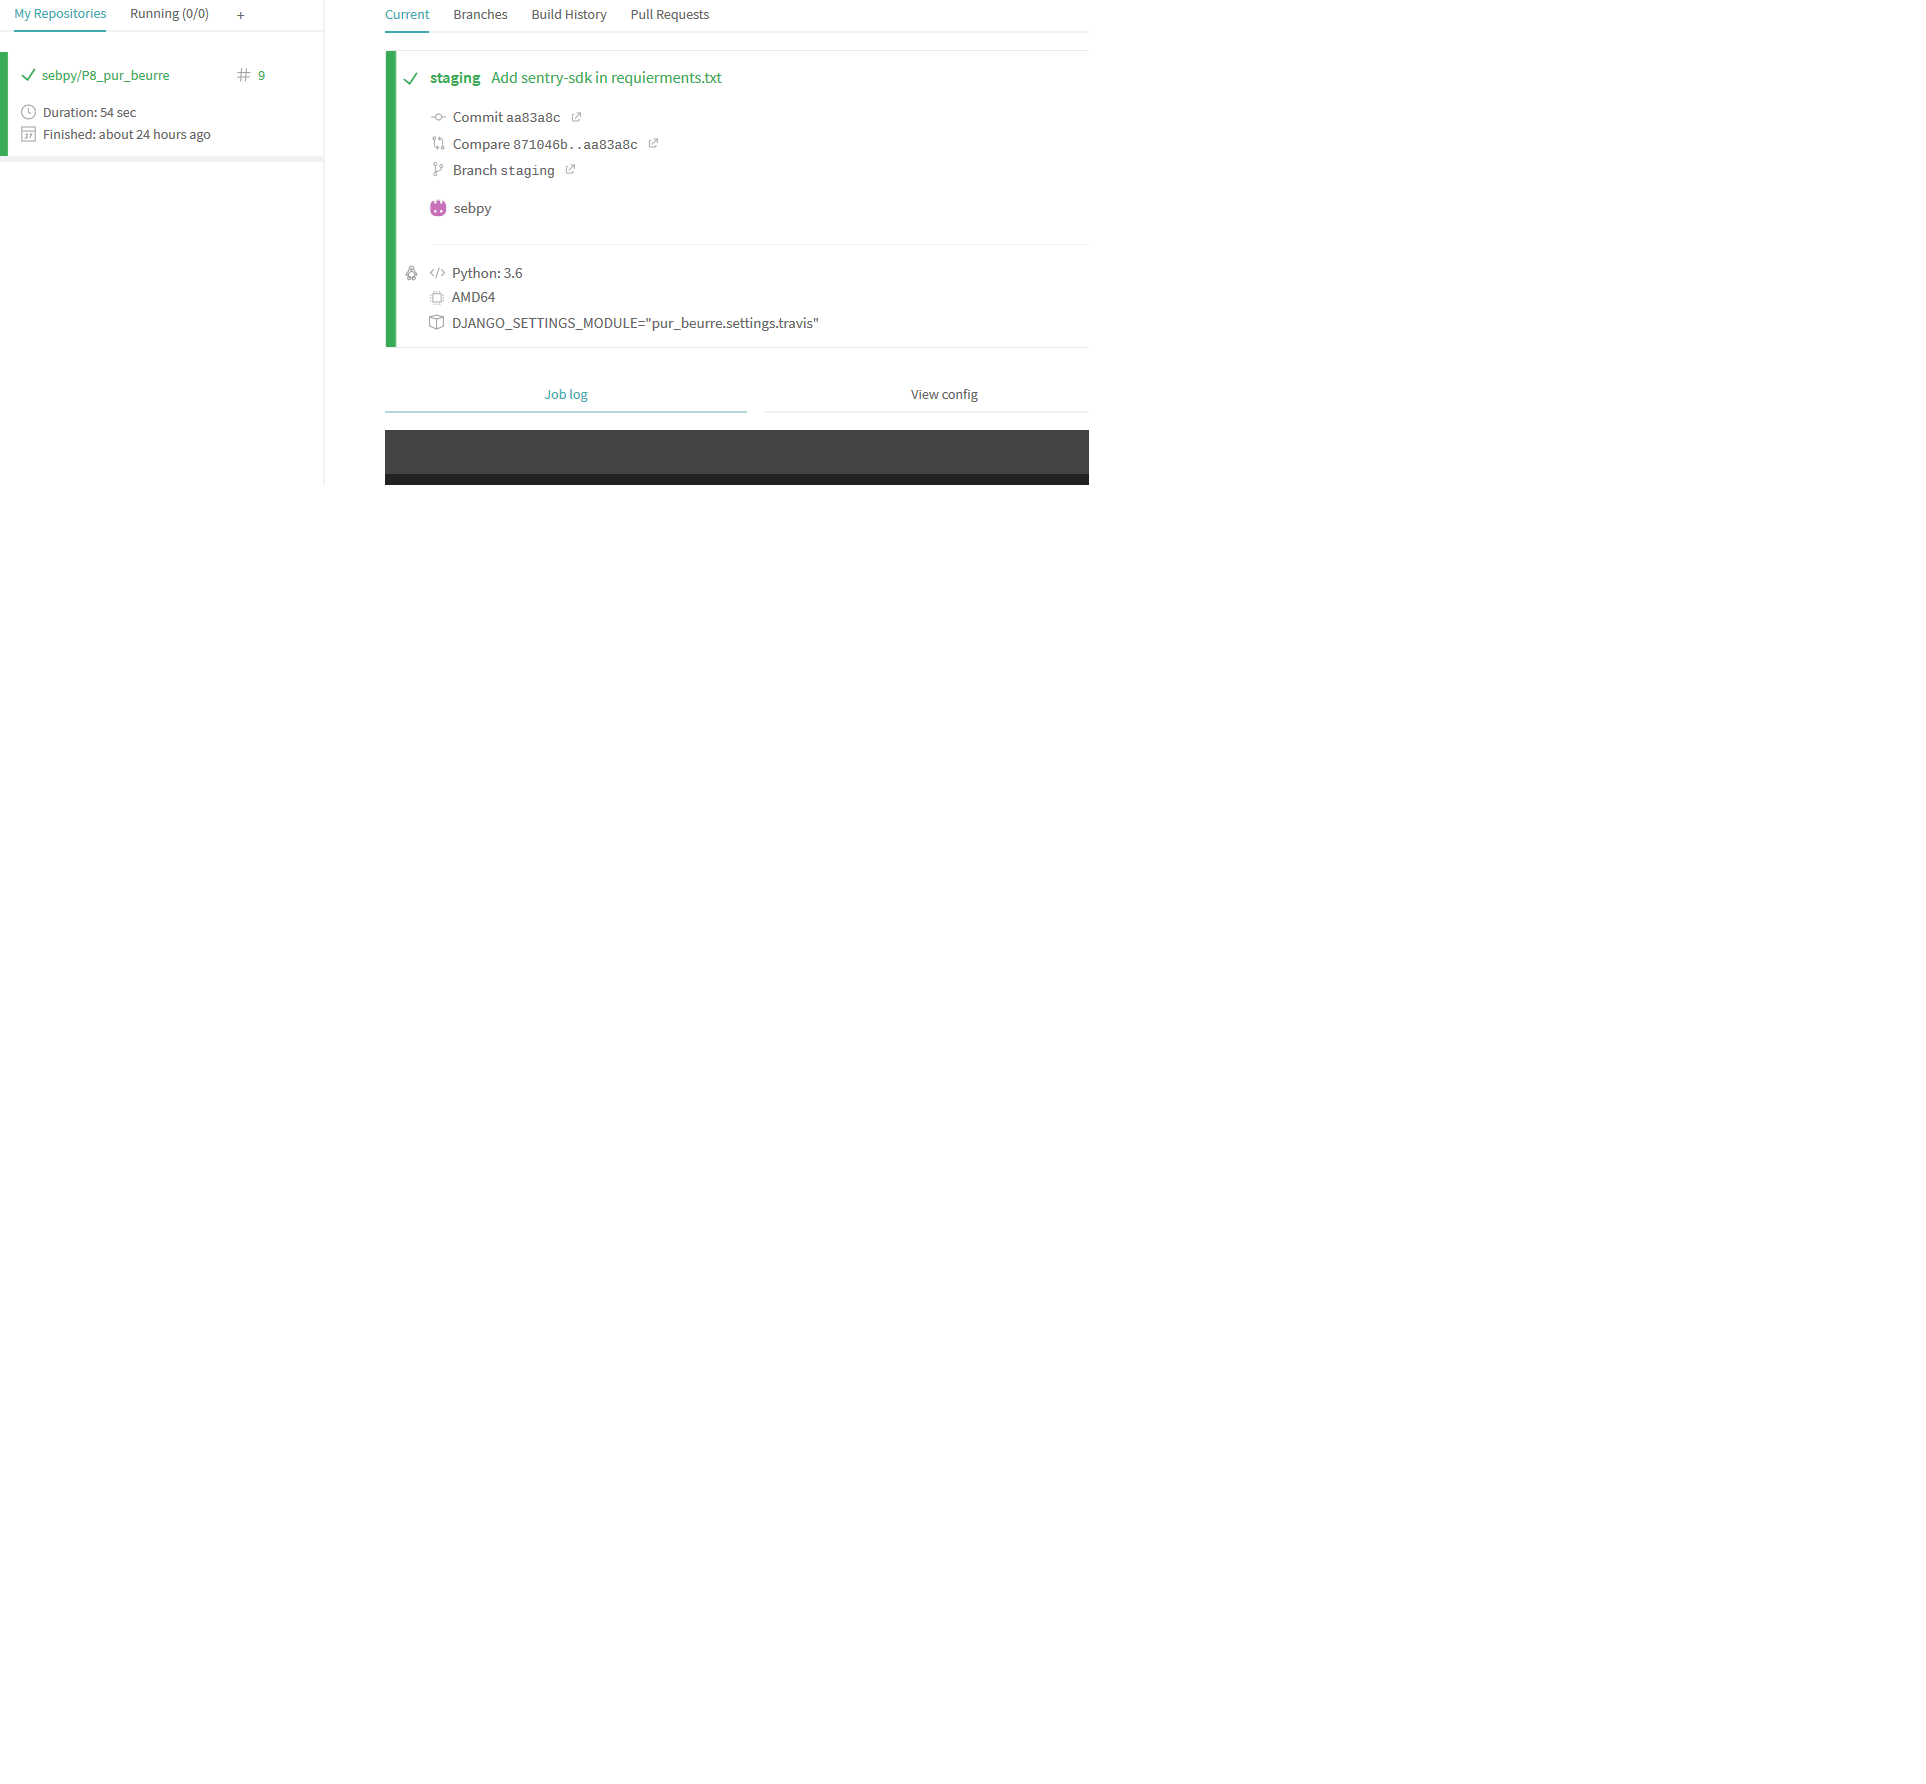 My Repositories Running (0/0) +
sebpy/P8_pur_beurre # 9
Duration: 54 sec
Finished: about 24 hours ago
Current Branches Build History Pull Requests
staging Add sentry-sdk in requierments.txt
Commit aa83a8c
Compare 871046b..aa83a8c
Branch staging
sebpy
Python: 3.6
AMD64
DJANGO_SETTINGS_MODULE="pur_beurre.settings.travis"
Job log View config